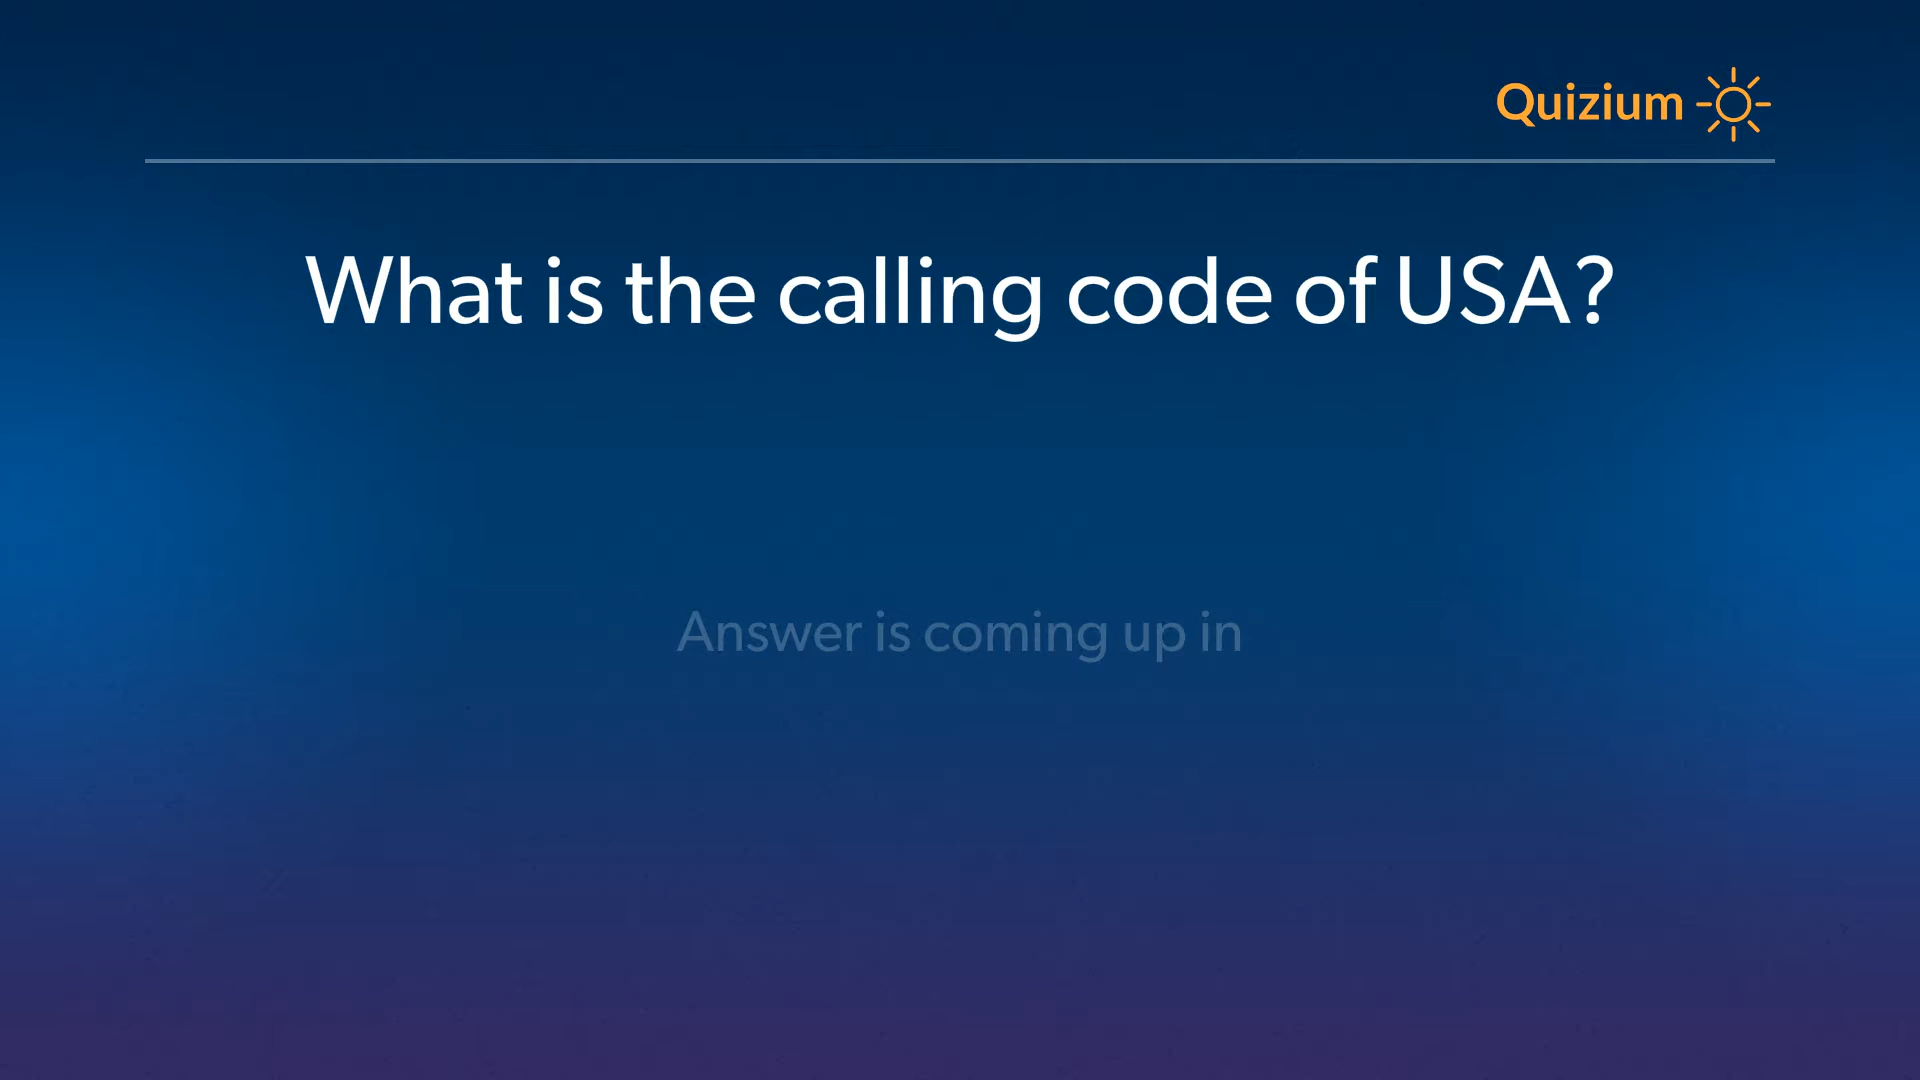 Quizium
What is the calling code of USA?
Answer is coming up in